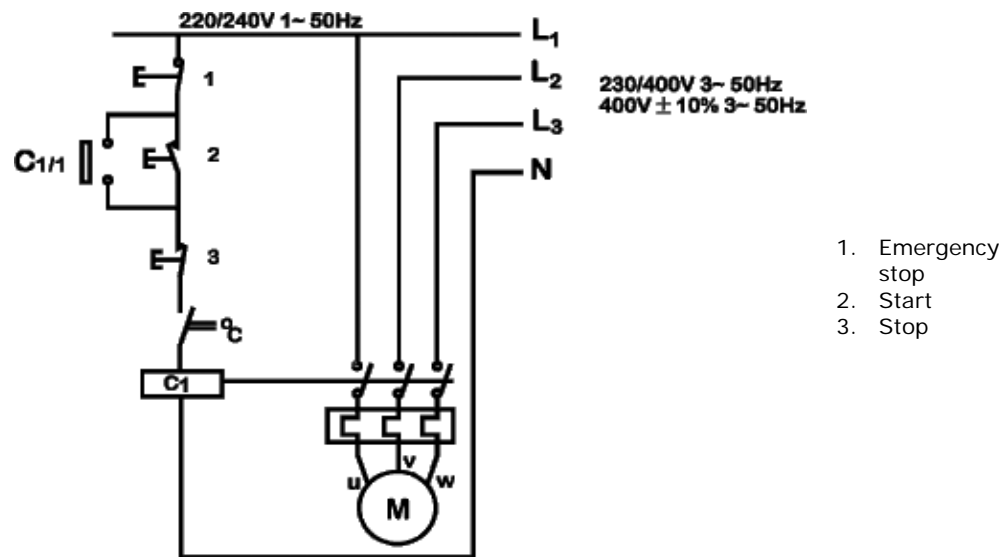 220/240V 1~ 50Hz
L1
1
L2
230/400V 3~ 50Hz
400V ± 10% 3~ 50Hz
L3
C1/1
2
N
3
1. Emergency
stop
2. Start
3. Stop
°C
C1
u
v
w
M